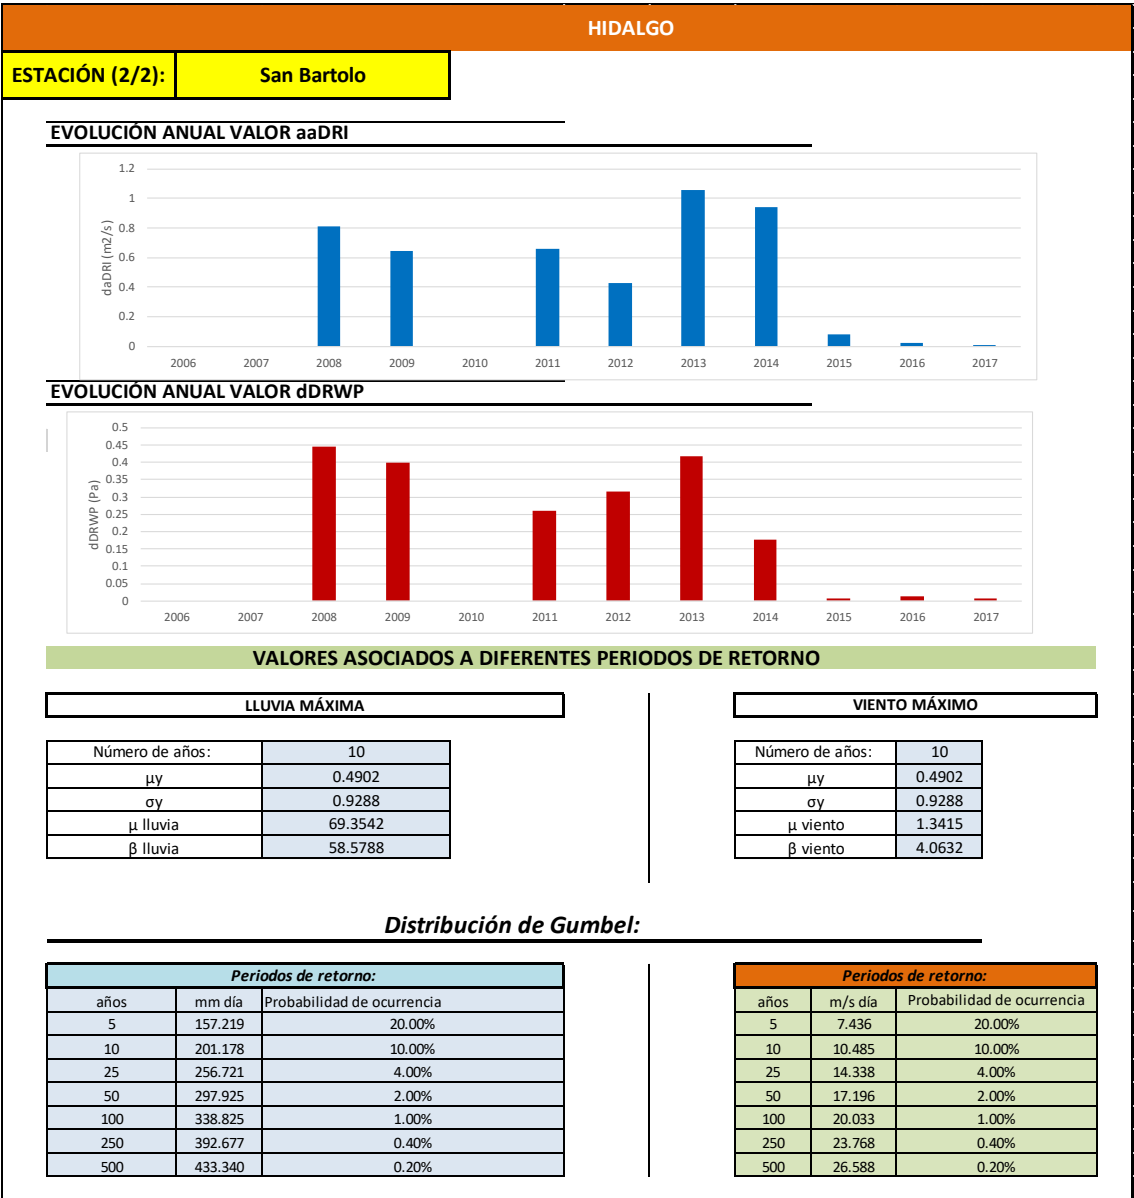 HIDALGO
ESTACIÓN (2/2): San Bartolo
EVOLUCIÓN ANUAL VALOR aaDRI
1.2
1
0.8
0.6
0.4
0.2
0
daDRI (m2/s)
2006 2007 2008 2009 2010 2011 2012 2013 2014 2015 2016 2017
EVOLUCIÓN ANUAL VALOR dDRWP
0.5
0.45
0.4
0.35
0.3
0.25
0.2
0.15
0.1
0.05
0
dDRWP (Pa)
2006 2007 2008 2009 2010 2011 2012 2013 2014 2015 2016 2017
VALORES ASOCIADOS A DIFERENTES PERIODOS DE RETORNO
LLUVIA MÁXIMA
Número de años: 10
μy 0.4902
σy 0.9288
μ lluvia 69.3542
β lluvia 58.5788
VIENTO MÁXIMO
Número de años: 10
μy 0.4902
σy 0.9288
μ viento 1.3415
β viento 4.0632
Distribución de Gumbel:
Periodos de retorno:
años mm día Probabilidad de ocurrencia
5 157.219 20.00%
10 201.178 10.00%
25 256.721 4.00%
50 297.925 2.00%
100 338.825 1.00%
250 392.677 0.40%
500 433.340 0.20%
Periodos de retorno:
años m/s día Probabilidad de ocurrencia
5 7.436 20.00%
10 10.485 10.00%
25 14.338 4.00%
50 17.196 2.00%
100 20.033 1.00%
250 23.768 0.40%
500 26.588 0.20%